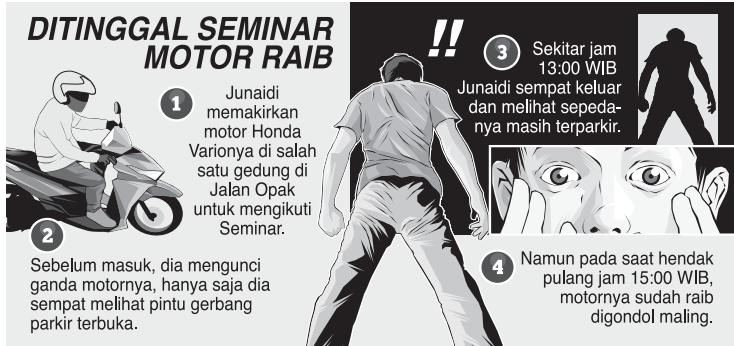 DITINGGAL SEMINAR
MOTOR RAIB
1
Junaidi
memakirkan
motor Honda
Varionya di salah
satu gedung di
Jalan Opak
untuk mengikuti
Seminar.
2
Sebelum masuk, dia mengunci
ganda motornya, hanya saja dia
sempat melihat pintu gerbang
parkir terbuka.
!!
3
Sekitar jam
13:00 WIB
Junaidi sempat keluar
dan melihat sepeda-
nya masih terparkir.
4
Namun pada saat hendak
pulang jam 15:00 WIB,
motornya sudah raib
digondol maling.